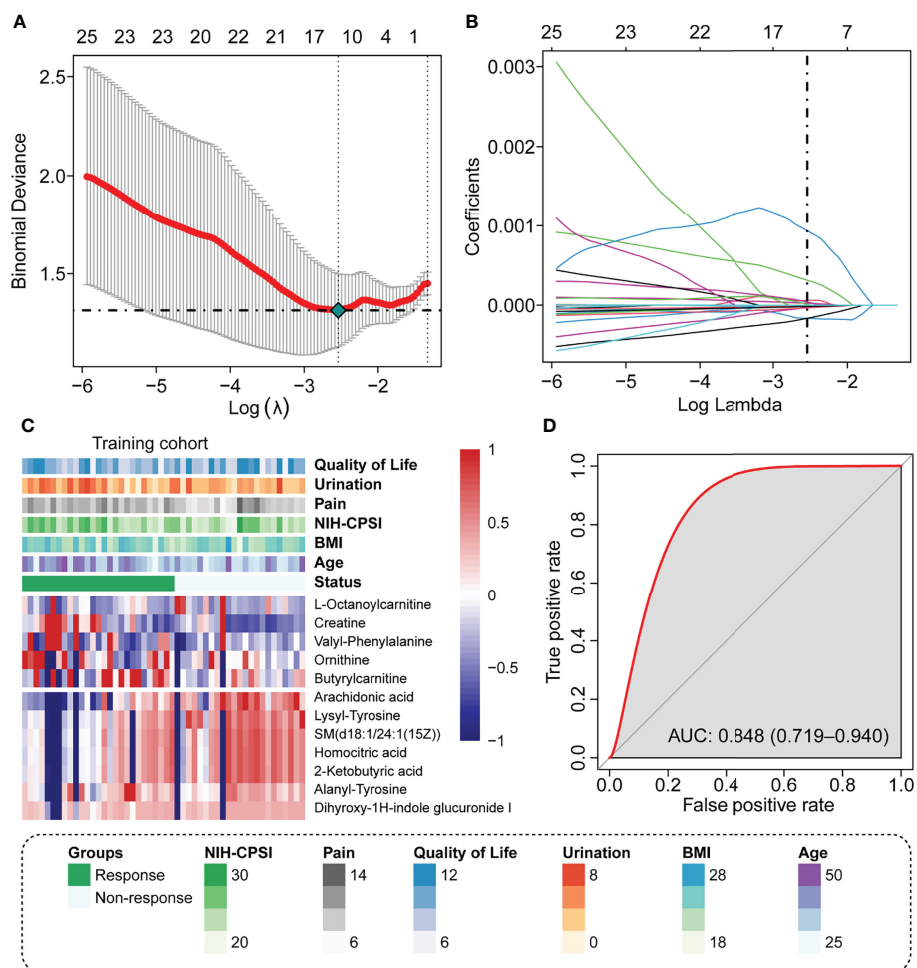 A
25 23 23 20 22 21 17 10 4 1
2.5
2.0
1.5
Binomial Deviance
−6 −5 −4 −3 −2
Log (λ)
B
25 23 22 17 7
0.003
0.002
0.001
0.000
Coefficients
−6 −5 −4 −3 −2
Log Lambda
C
Training cohort
Quality of Life
Urination
Pain
NIH-CPSI
BMI
Age
Status
L-Octanoylcarnitine
Creatine
Valyl-Phenylalanine
Ornithine
Butyrylcarnitine
Arachidonic acid
Lysyl-Tyrosine
SM(d18:1/24:1(15Z))
Homocitric acid
2-Ketobutyric acid
Alanyl-Tyrosine
Dihyroxy-1H-indole glucuronide I
1
0.5
0
−0.5
−1
D
1.0
0.8
0.6
0.4
0.2
0.0
True positive rate
AUC: 0.848 (0.719–0.940)
0.0 0.2 0.4 0.6 0.8 1.0
False positive rate
Groups
Response
Non-response
NIH-CPSI
30
20
Pain
14
6
Quality of Life
12
6
Urination
8
0
BMI
28
18
Age
50
25